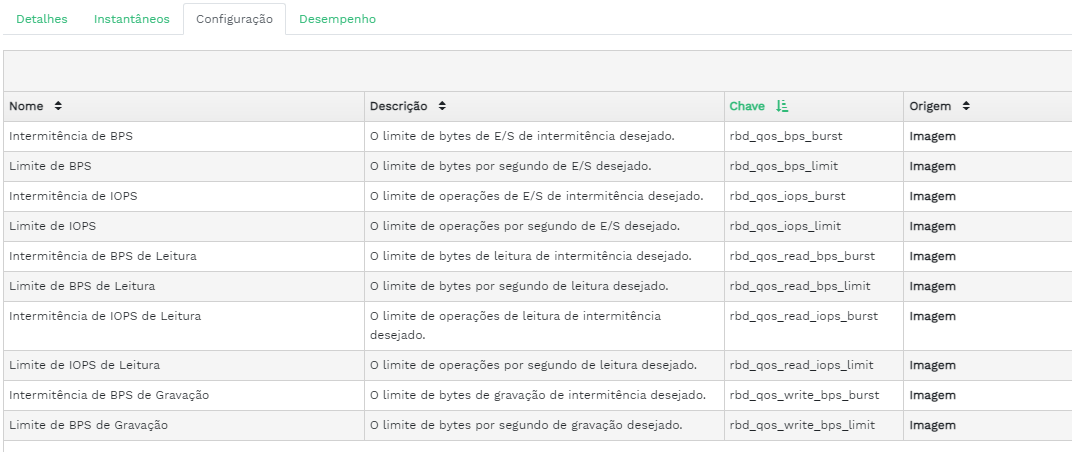 Detalhes Instantâneos Configuração Desempenho
Nome Descrição Chave Origem
Intermitência de BPS O limite de bytes de E/S de intermitência desejado. rbd_qos_bps_burst Imagem
Limite de BPS O limite de bytes por segundo de E/S desejado. rbd_qos_bps_limit Imagem
Intermitência de IOPS O limite de operações de E/S de intermitência desejado. rbd_qos_iops_burst Imagem
Limite de IOPS O limite de operações por segundo de E/S desejado. rbd_qos_iops_limit Imagem
Intermitência de BPS de Leitura O limite de bytes de leitura de intermitência desejado. rbd_qos_read_bps_burst Imagem
Limite de BPS de Leitura O limite de bytes por segundo de leitura desejado. rbd_qos_read_bps_limit Imagem
Intermitência de IOPS de Leitura O limite de operações de leitura de intermitência rbd_qos_read_iops_burst Imagem
desejado.
Limite de IOPS de Leitura O limite de operações por segundo de leitura desejado. rbd_qos_read_iops_limit Imagem
Intermitência de BPS de Gravação O limite de bytes de gravação de intermitência desejado. rbd_qos_write_bps_burst Imagem
Limite de BPS de Gravação O limite de bytes por segundo de gravação desejado. rbd_qos_write_bps_limit Imagem